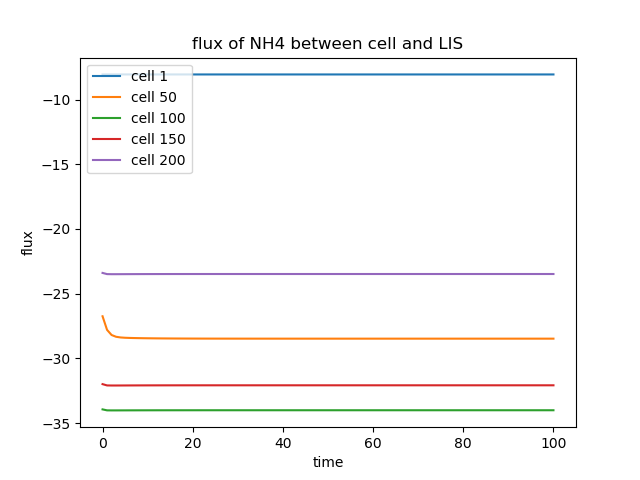 flux of NH4 between cell and LIS
cell 1
cell 50
cell 100
cell 150
cell 200
−10
−15
−20
−25
−30
−35
flux
0 20 40 60 80 100
time